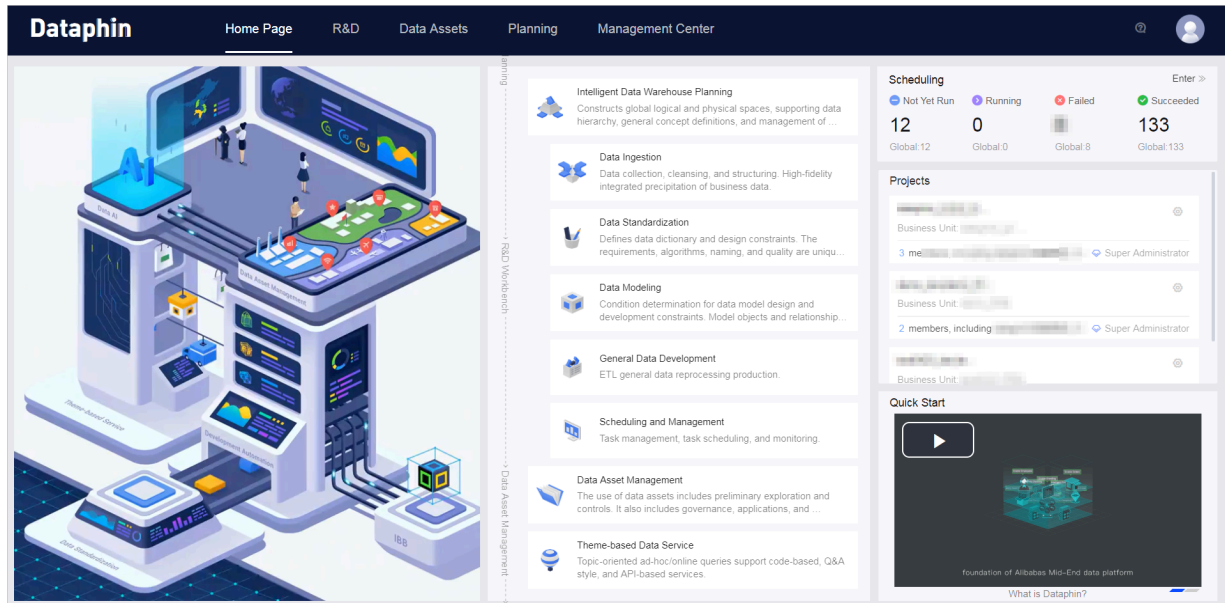 Dataphin
Home Page
R&D
Data Assets
Planning
Management Center
AI
Data AI
Data Asset Management
Theme-based Service
Development Automation
Data Standardization
IBB
R&D Workbench
Data Asset Management
Intelligent Data Warehouse Planning
Constructs global logical and physical spaces, supporting data
hierarchy, general concept definitions, and management of ...
Data Ingestion
Data collection, cleansing, and structuring. High-fidelity
integrated precipitation of business data.
Data Standardization
Defines data dictionary and design constraints. The
requirements, algorithms, naming, and quality are uniqu...
Data Modeling
Condition determination for data model design and
development constraints. Model objects and relationship...
General Data Development
ETL general data reprocessing production.
Scheduling and Management
Task management, task scheduling, and monitoring.
Data Asset Management
The use of data assets includes preliminary exploration and
controls. It also includes governance, applications, and ...
Theme-based Data Service
Topic-oriented ad-hoc/online queries support code-based, Q&A
style, and API-based services.
Scheduling
Enter
Not Yet Run
Running
Failed
Succeeded
12
0
133
Global:12
Global:0
Global:8
Global:133
Projects
Business Unit:
3
Super Administrator
Business Unit:
2 members, including
Super Administrator
Business Unit:
Quick Start
foundation of Alibabas Mid-End data platform
What is Dataphin?